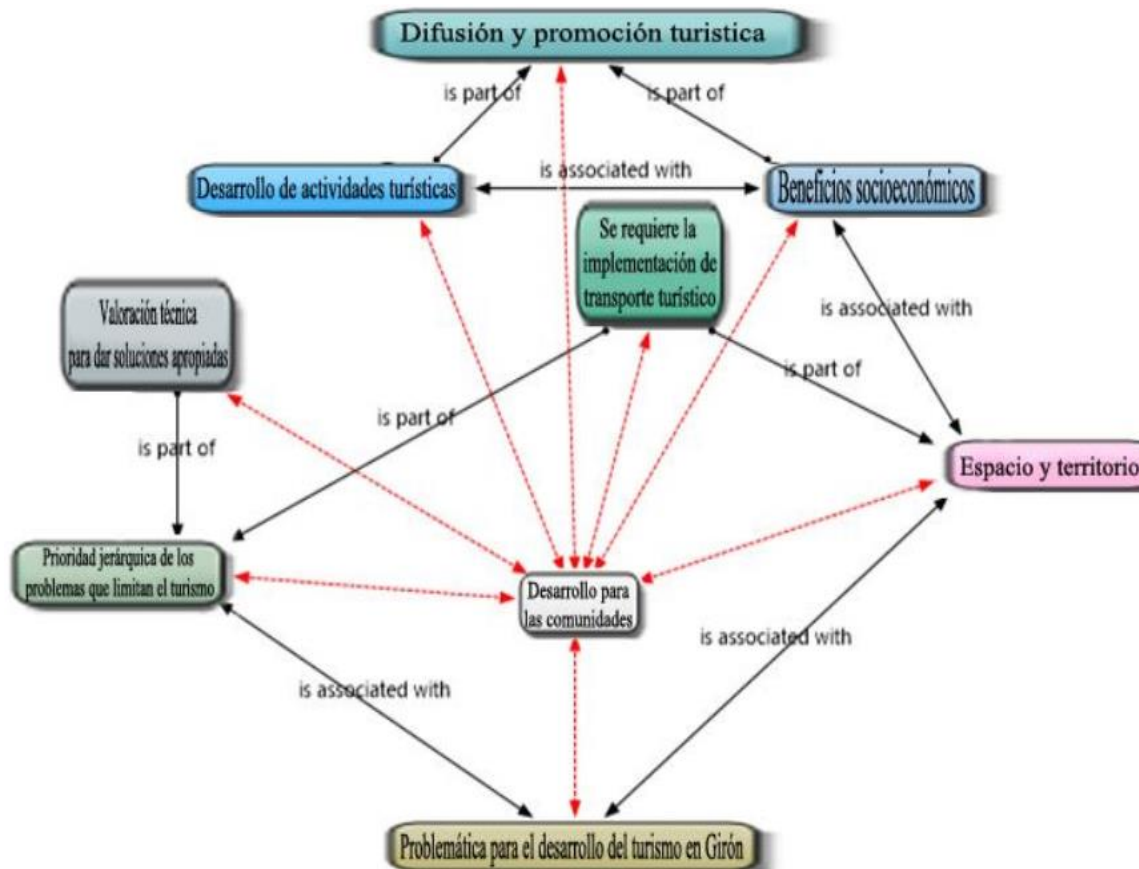 Difusión y promoción turistica
is part of
is part of
is associated with
Desarrollo de actividades turísticas
Beneficios socioeconómicos
Se requiere la
implementación de
transporte turístico
Valoración técnica
para dar soluciones apropiadas
is associated with
is part of
is part of
is part of
Espacio y territorio
Prioridad jerárquica de los
problemas que limitan el turismo
Desarrollo para
las comunidades
is associated with
is associated with
Problemática para el desarrollo del turismo en Girón